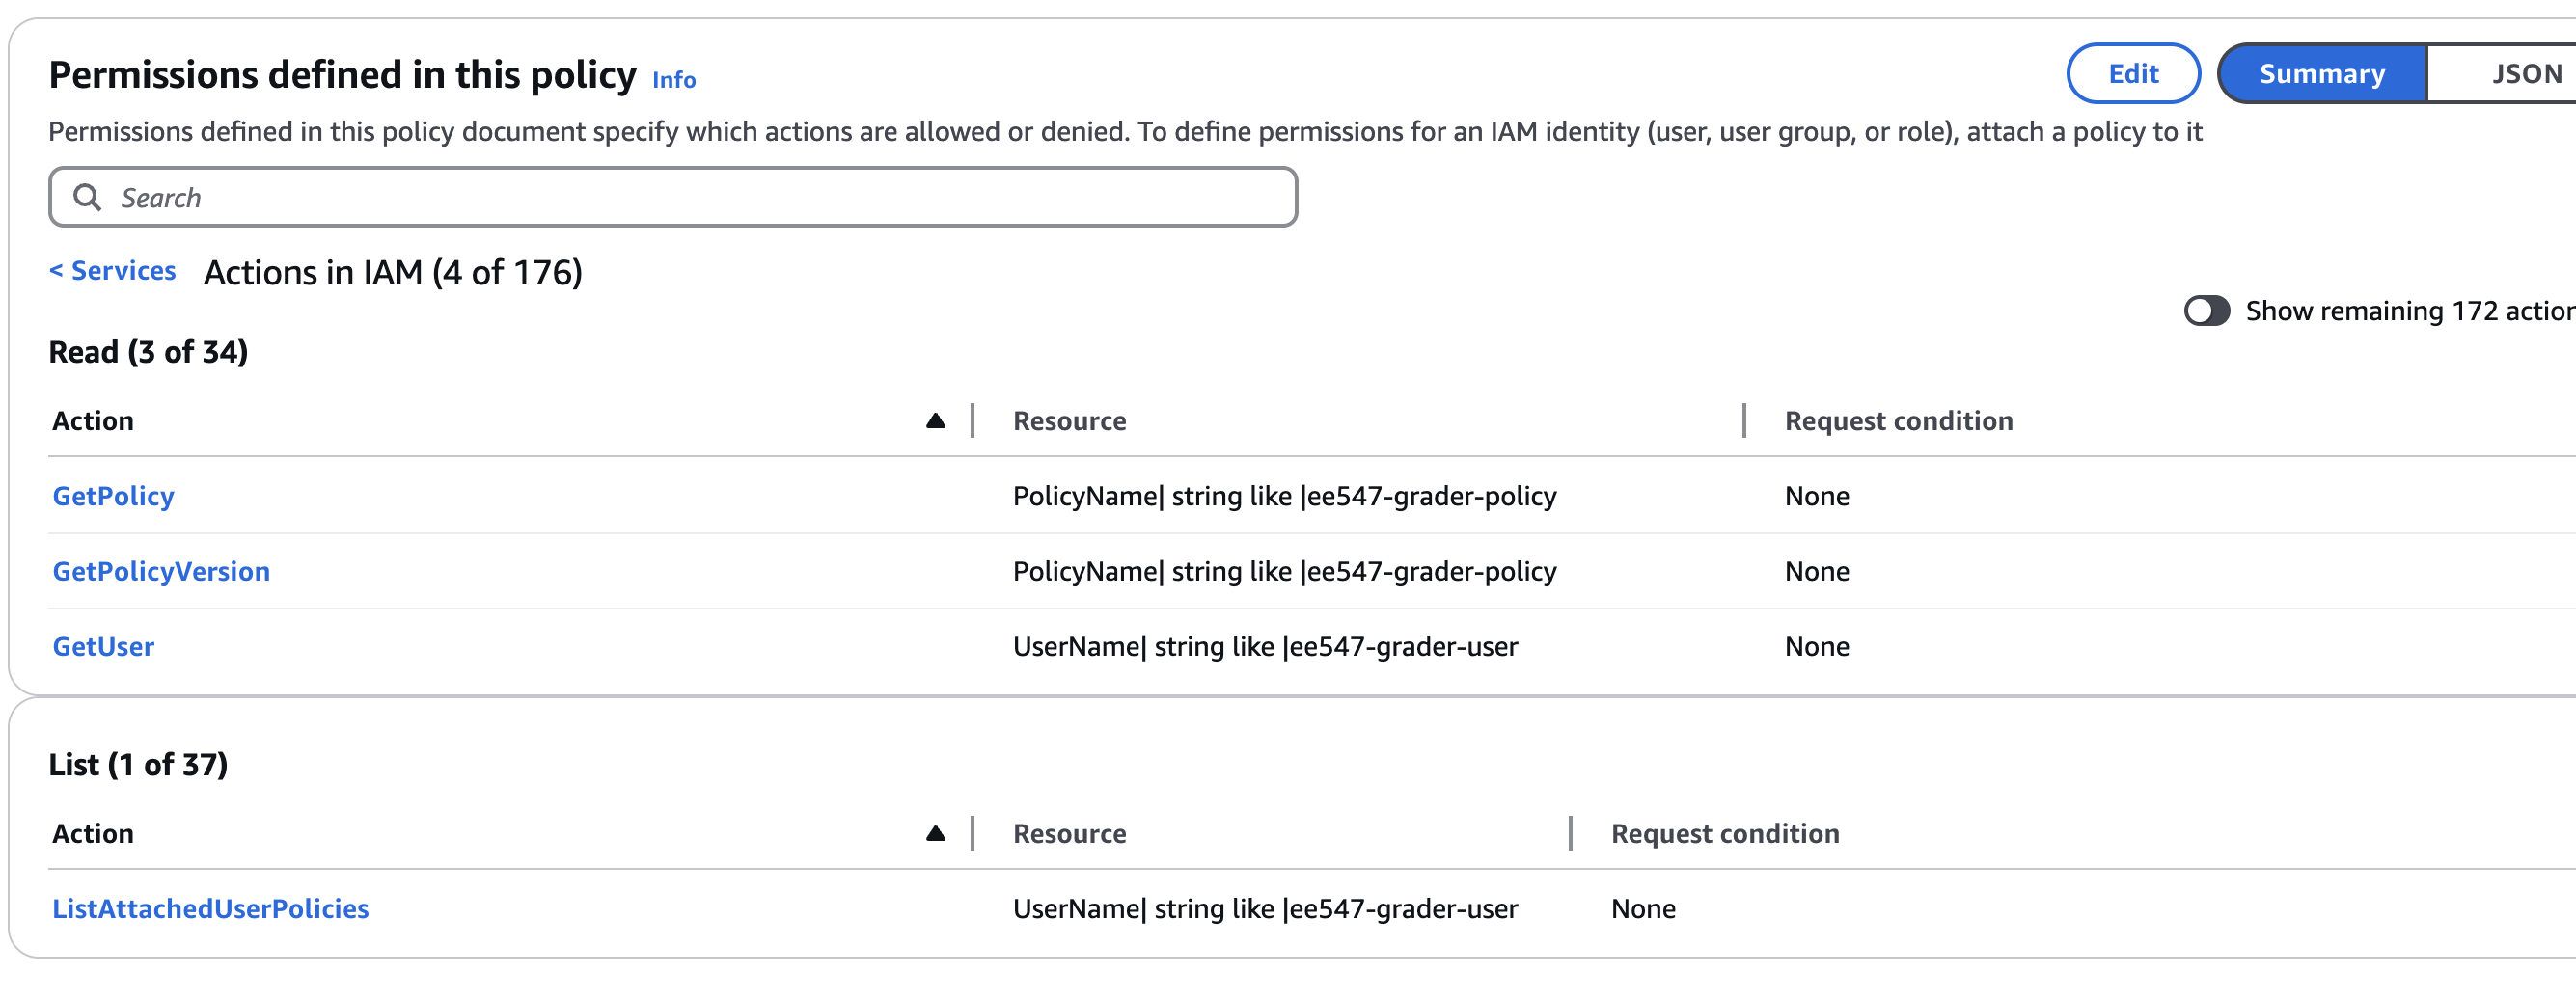 Permissions defined in this policy Info
Edit Summary JSON
Permissions defined in this policy document specify which actions are allowed or denied. To define permissions for an IAM identity (user, user group, or role), attach a policy to it
Search
< Services Actions in IAM (4 of 176)
Show remaining 172 action
Read (3 of 34)
Action Resource Request condition
GetPolicy PolicyName| string like |ee547-grader-policy None
GetPolicyVersion PolicyName| string like |ee547-grader-policy None
GetUser UserName| string like |ee547-grader-user None
List (1 of 37)
Action Resource Request condition
ListAttachedUserPolicies UserName| string like |ee547-grader-user None